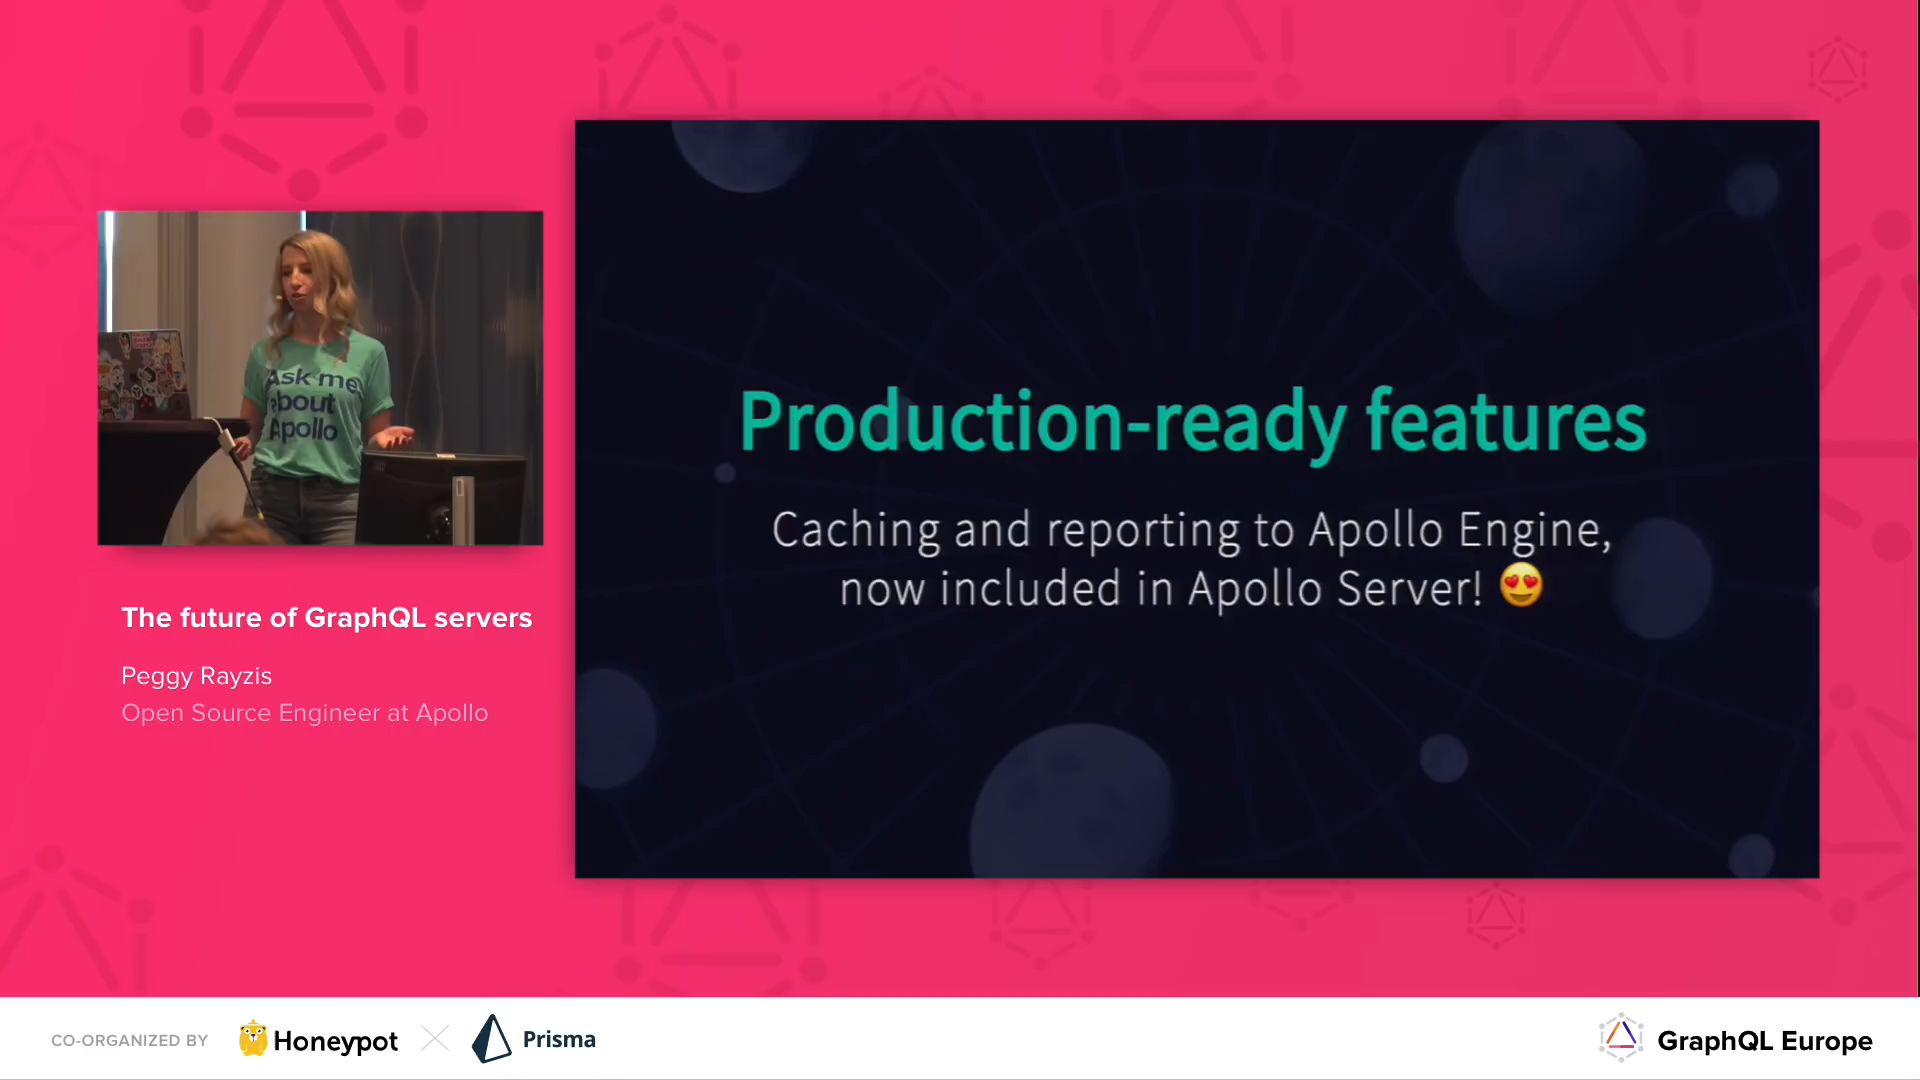 Ask me
about
Apollo
The future of GraphQL servers
Peggy Rayzis
Open Source Engineer at Apollo
Production-ready features
Caching and reporting to Apollo Engine,
now included in Apollo Server! 😍
CO-ORGANIZED BY
Honeypot
Prisma
GraphQL Europe